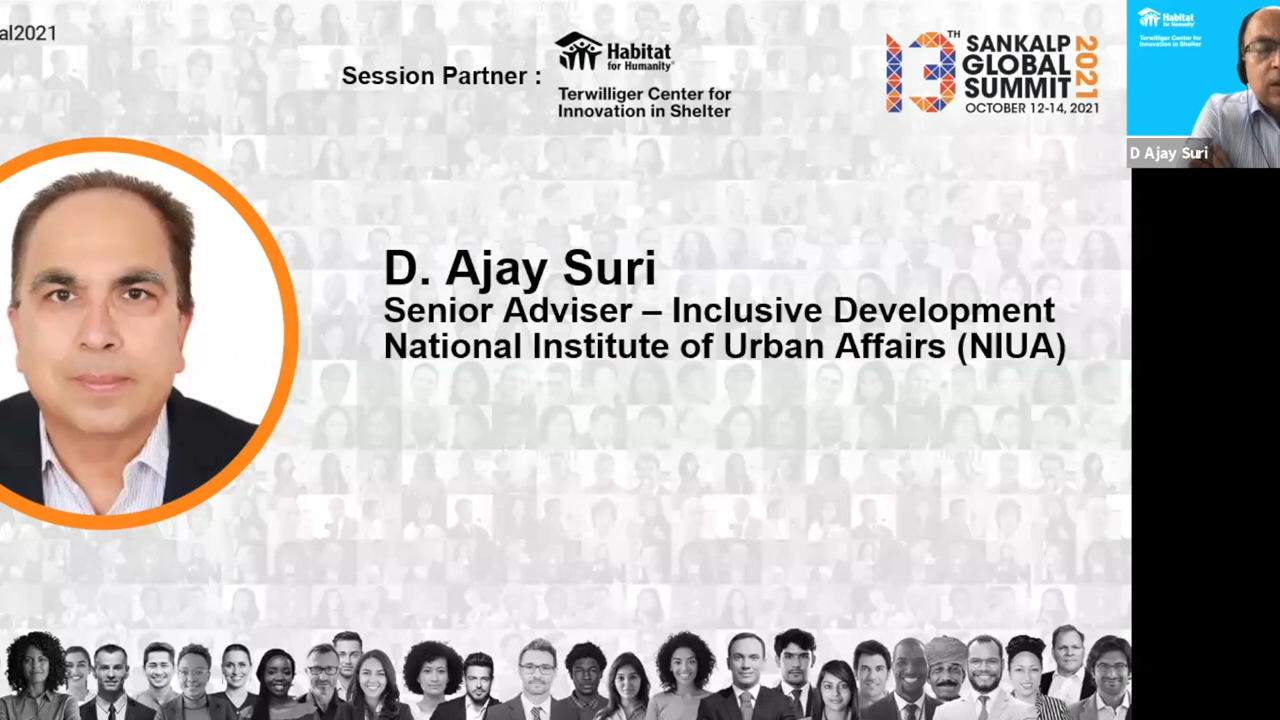 al2021
Session Partner :
Habitat
for Humanity®
Terwilliger Center for
Innovation in Shelter
13TH
SANKALP
GLOBAL
SUMMIT
2021
OCTOBER 12-14, 2021
Habitat
for Humanity
Terwilliger Center for
Innovation in Shelter
D Ajay Suri
D. Ajay Suri
Senior Adviser – Inclusive Development
National Institute of Urban Affairs (NIUA)